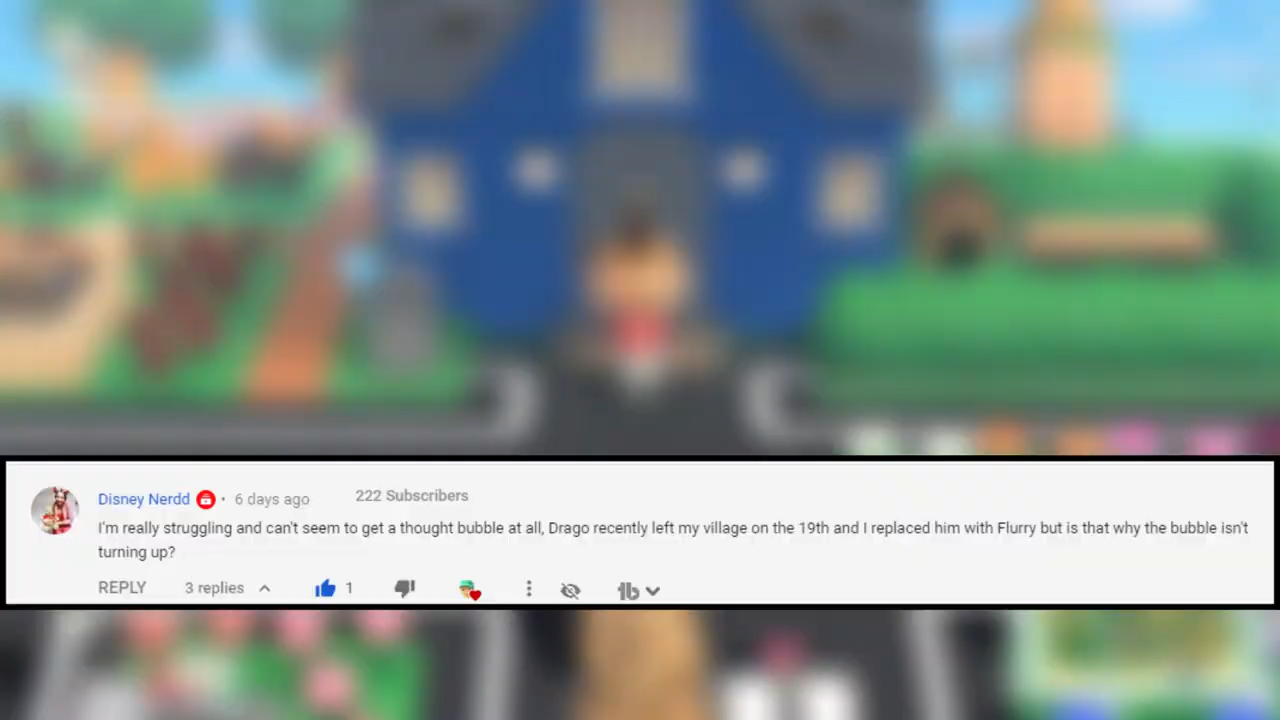 Disney Nerdd • 6 days ago 222 Subscribers
I'm really struggling and can't seem to get a thought bubble at all, Drago recently left my village on the 19th and I replaced him with Flurry but is that why the bubble isn't
turning up?
REPLY 3 replies 1